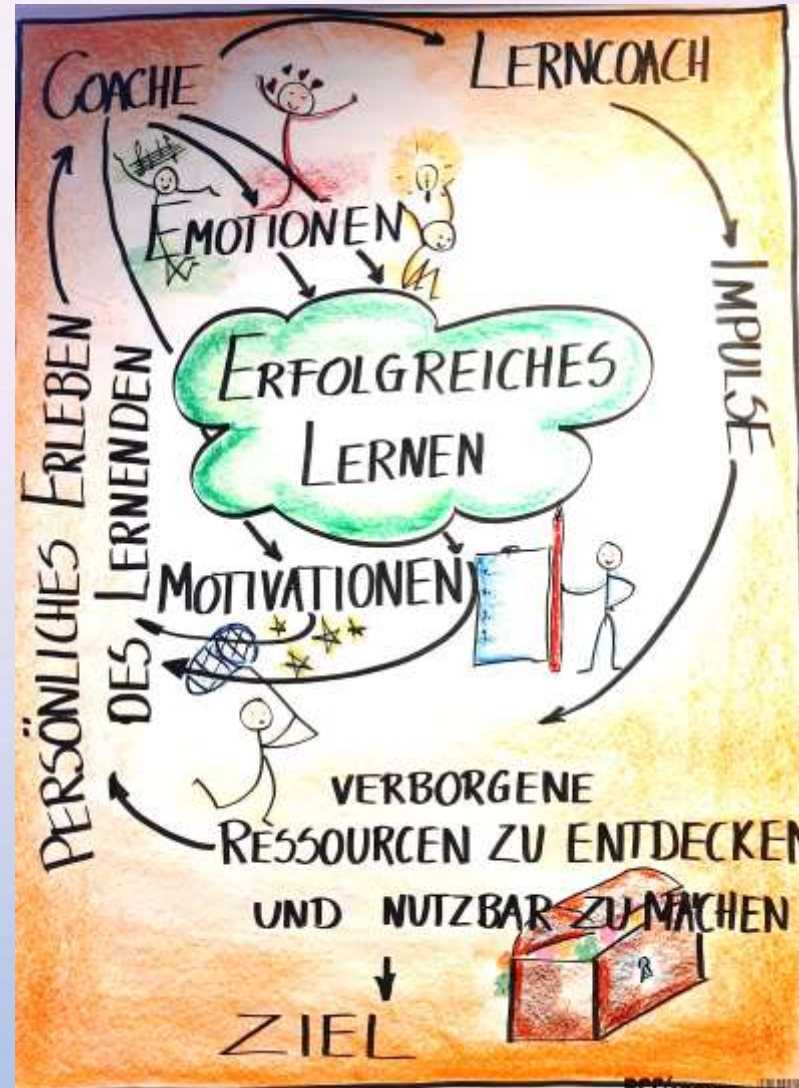 COACHE
LERNCOACH
EMOTIONEN
IMPULSE
ERFOLGREICHES
LERNEN
MOTIVATIONEN
PERSÖNLICHES ERLEBEN
DES LERNENDEN
VERBORGENE
RESSOURCEN ZU ENTDECKEN
UND NUTZBAR ZU MACHEN
ZIEL